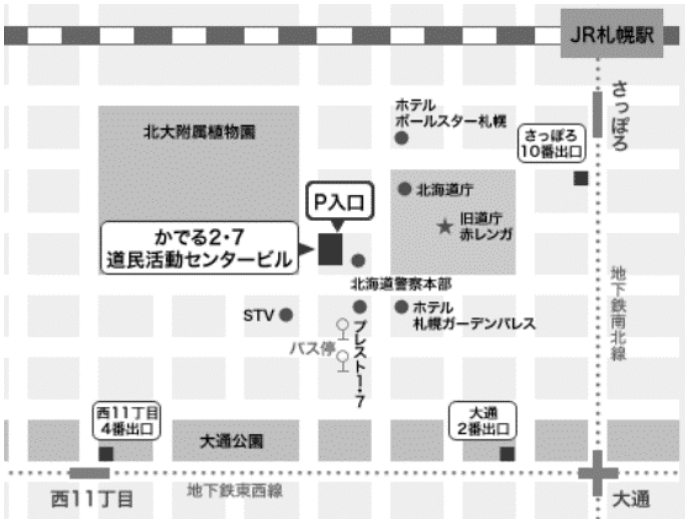 JR札幌駅
さっぽろ
ホテル
ポールスター札幌
北大附属植物園
さっぽろ
10番出口
北海道庁
P入口
旧道庁
赤レンガ
かでる2・7
道民活動センタービル
北海道警察本部
地下鉄南北線
STV
ホテル
札幌ガーデンパレス
プレスト1・7
バス停
西11丁目
4番出口
大通公園
大通
2番出口
地下鉄東西線
西11丁目
大通